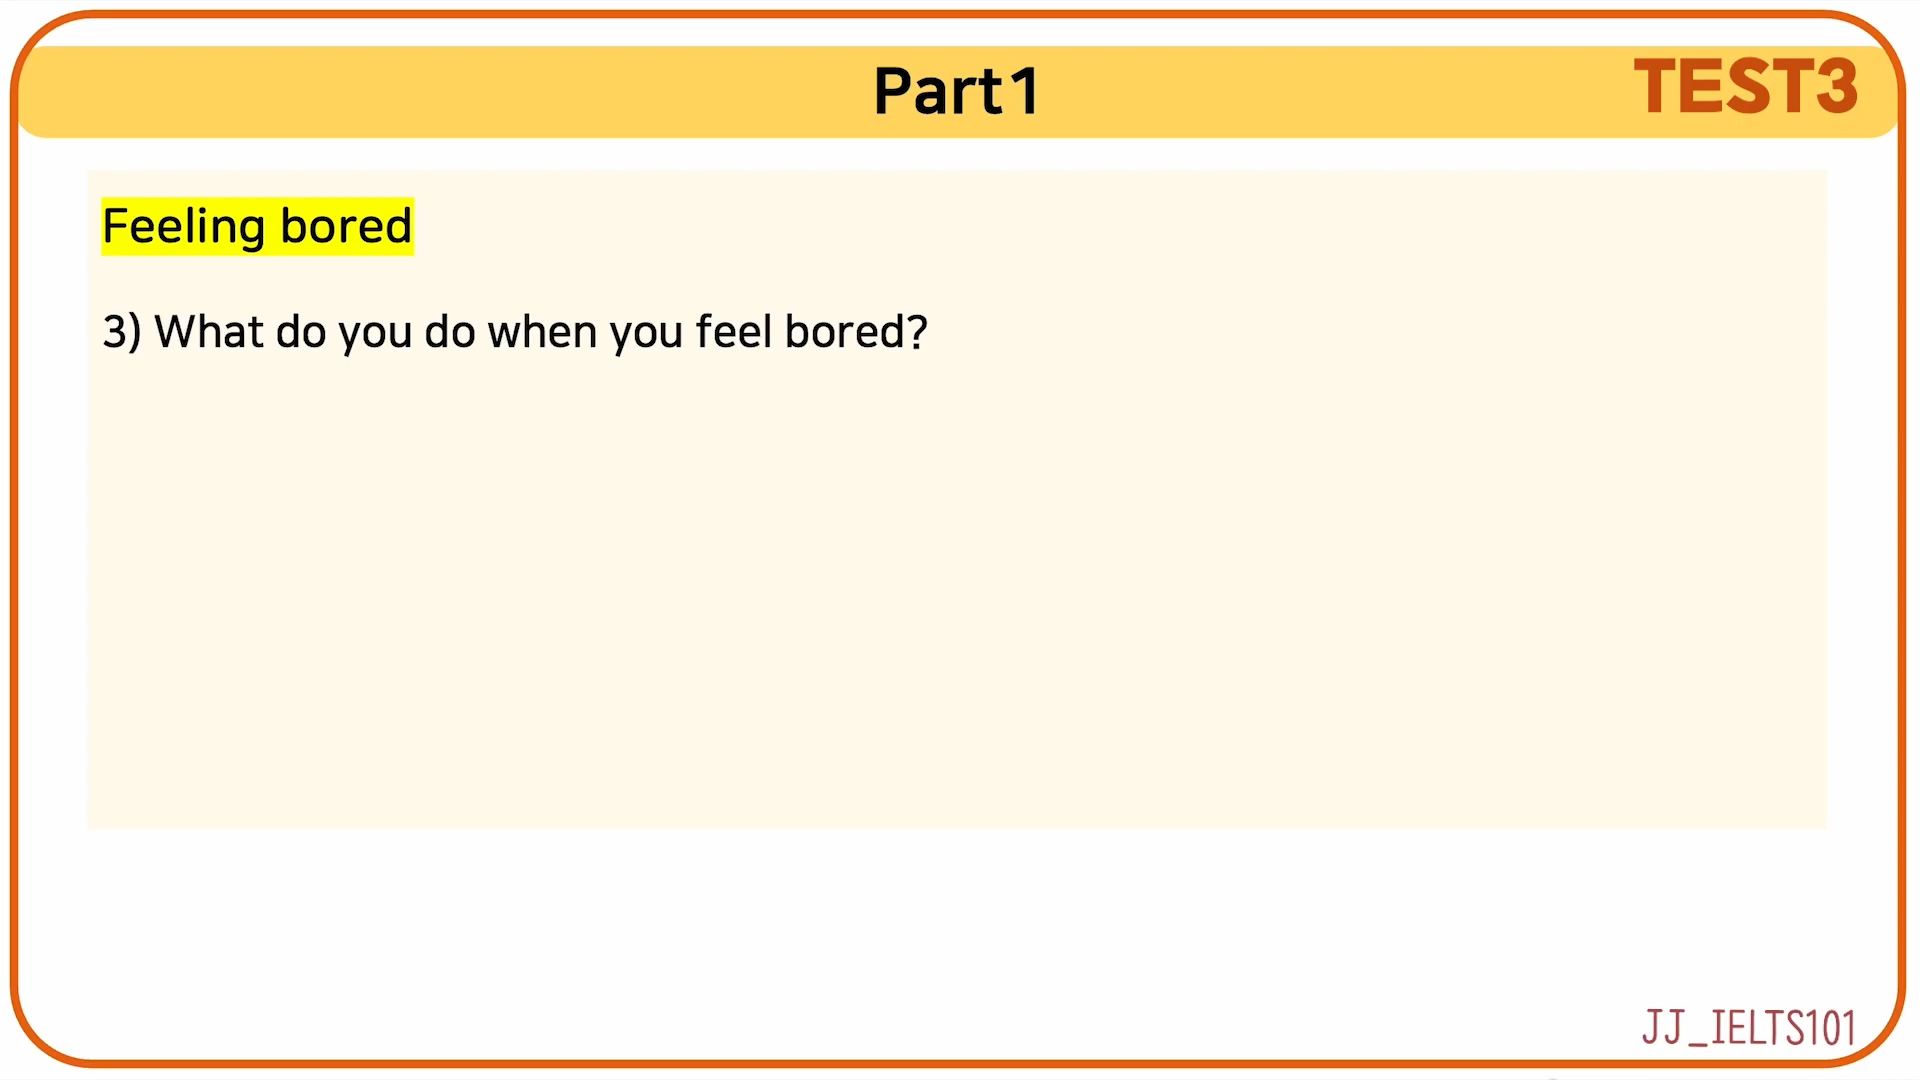 Part1
TEST3
Feeling bored
3) What do you do when you feel bored?
JJ_IELTS101